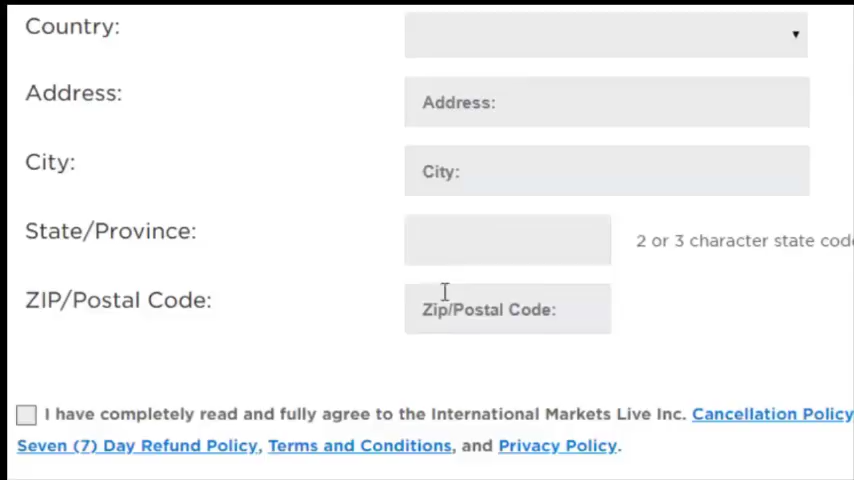 Country:
Address:
Address:
City:
City:
State/Province:
2 or 3 character state cod
ZIP/Postal Code:
Zip/Postal Code:
I have completely read and fully agree to the International Markets Live Inc. Cancellation Policy
Seven (7) Day Refund Policy, Terms and Conditions, and Privacy Policy.